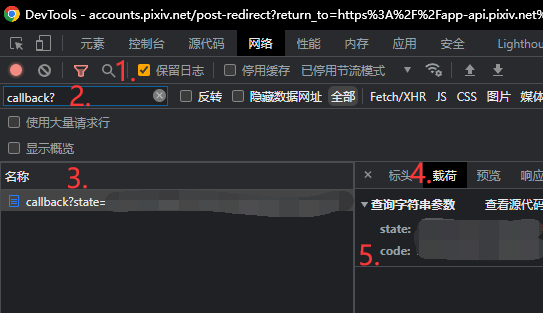 DevTools - accounts.pixiv.net/post-redirect?return_to=https%3A%2F%2Fapp-api.pixiv.net%
元素 控制台 源代码 网络 性能 内存 应用 安全 Lighthou
1. 保留日志 停用缓存 已停用节流模式
callback? 2. 反转 隐藏数据网址 全部 Fetch/XHR JS CSS 图片 媒体
使用大量请求行
显示概览
名称 3. × 标头 4. 载荷 预览 响应
callback?state=
查询字符串参数 查看源代码
state:
5. code: